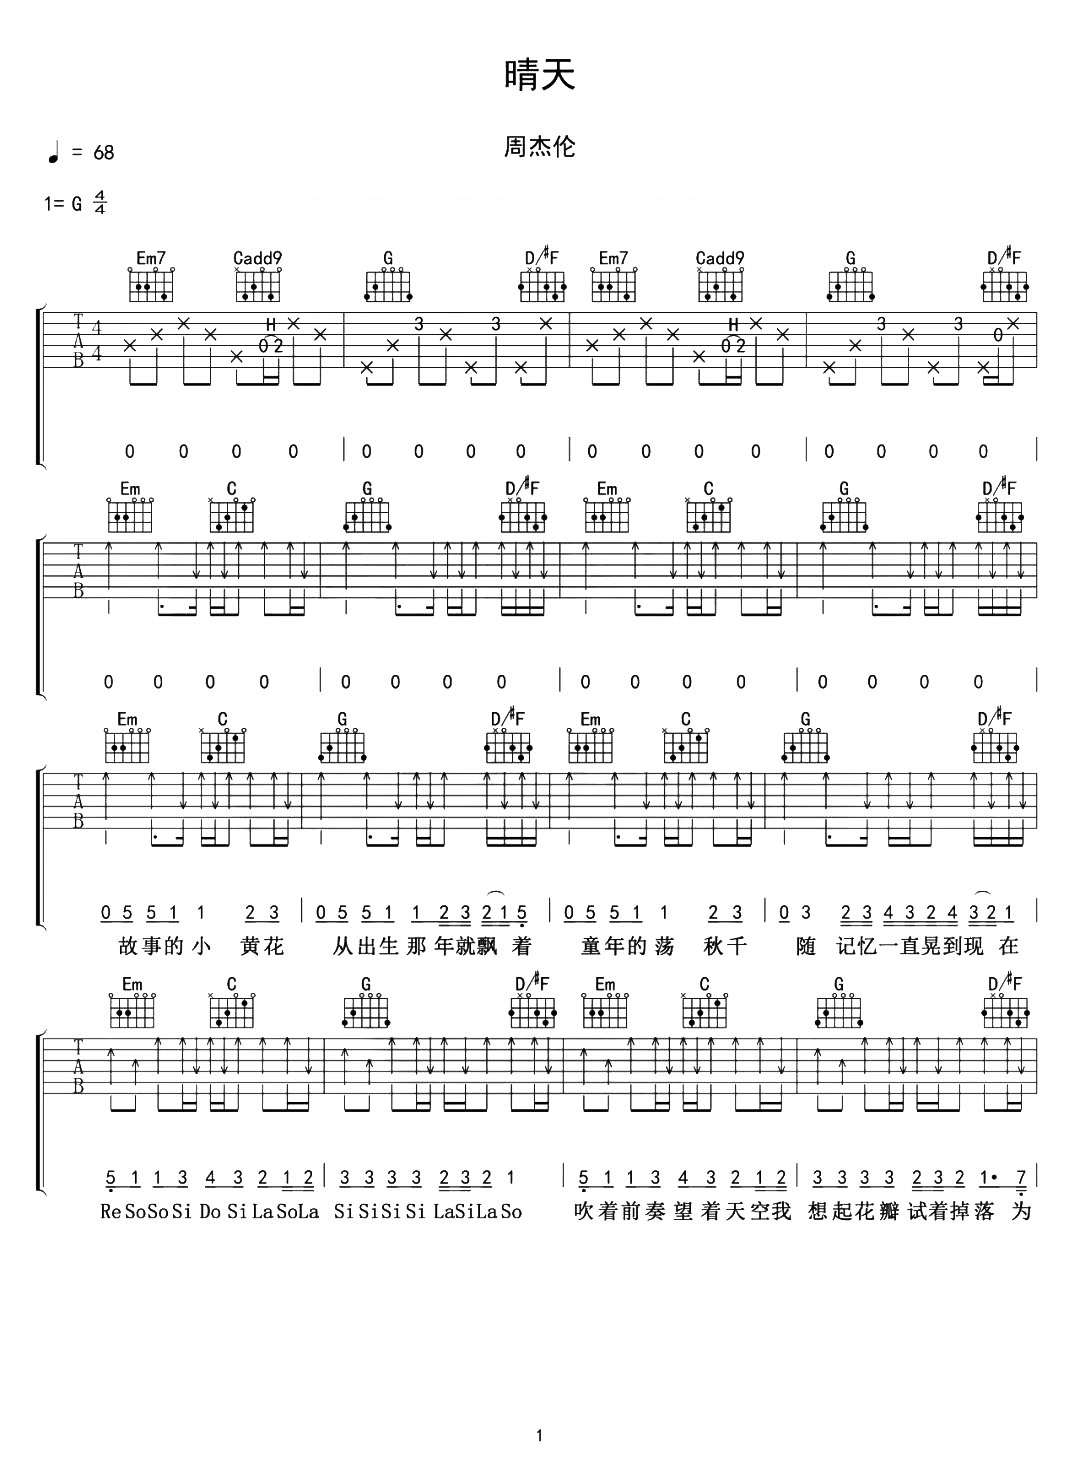 晴天
♩ = 68
周杰伦
1= G 4/4
Em7 Cadd9 G D/#F Em7 Cadd9 G D/#F
T A B 4/4 H 0 2 3 3 H 0 2 3 3 0
0 0 0 0 | 0 0 0 0 | 0 0 0 0 | 0 0 0 0 |
Em C G D/#F Em C G D/#F
T A B
0 0 0 0 | 0 0 0 0 | 0 0 0 0 | 0 0 0 0 |
Em C G D/#F Em C G D/#F
T A B
0 5 5 1 1 2 3 | 0 5 5 1 1 2 3 2 1 5 | 0 5 5 1 1 2 3 | 0 3 2 3 4 3 2 4 3 2 1
故事的小 黄花 从出生那年就飘 着 童年的荡 秋千 随 记忆一直晃到现 在
Em C G D/#F Em C G D/#F
T A B
5 1 1 3 4 3 2 1 2 | 3 3 3 3 2 3 2 1 | 5 1 1 3 4 3 2 1 2 | 3 3 3 3 2 3 2 1• 7 |
Re So So Si Do Si La So La Si Si Si Si La Si La So 吹着前奏望着天空我 想起花瓣试着掉落 为
1